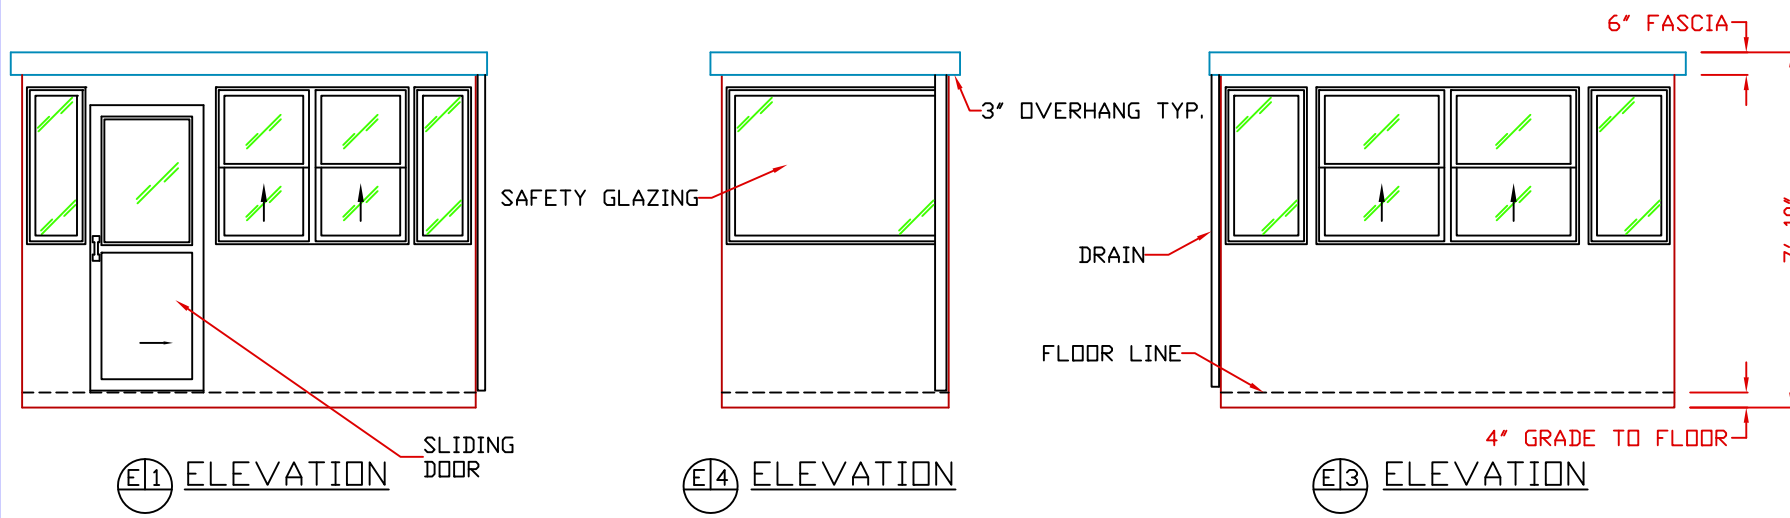 6" FASCIA
3" OVERHANG TYP.
SAFETY GLAZING
DRAIN
FLOOR LINE
SLIDING
DOOR
4" GRADE TO FLOOR
E 1 ELEVATION
E 4 ELEVATION
E 3 ELEVATION